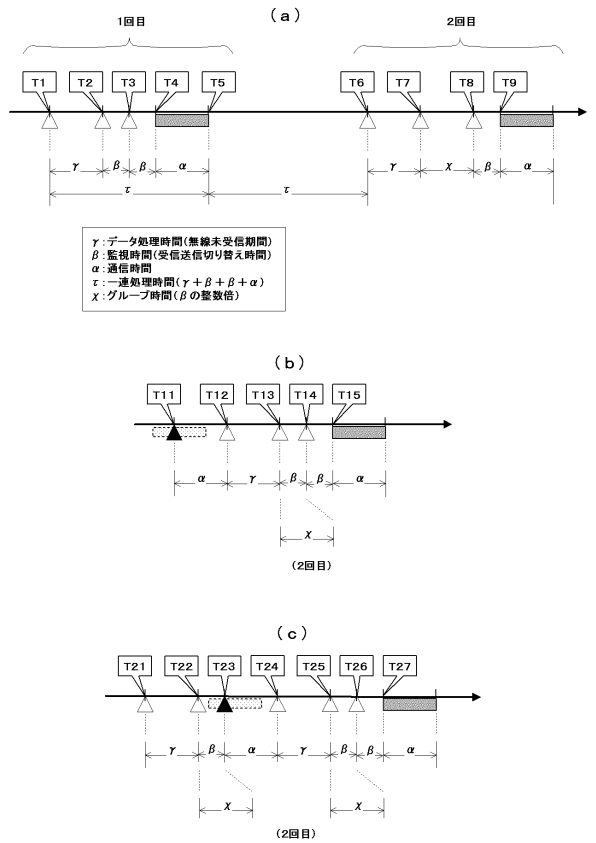 (a)
1回目 2回目
T1 T2 T3 T4 T5 T6 T7 T8 T9
γ β β α γ χ β α
τ τ
γ:データ処理時間(無線未受信期間)
β:監視時間(受信送信切り替え時間)
α:通信時間
τ:一連処理時間(γ+β+β+α)
χ:グループ時間(βの整数倍)
(b)
T11 T12 T13 T14 T15
α γ β β α
χ
(2回目)
(c)
T21 T22 T23 T24 T25 T26 T27
γ β α γ β β α
χ χ
(2回目)